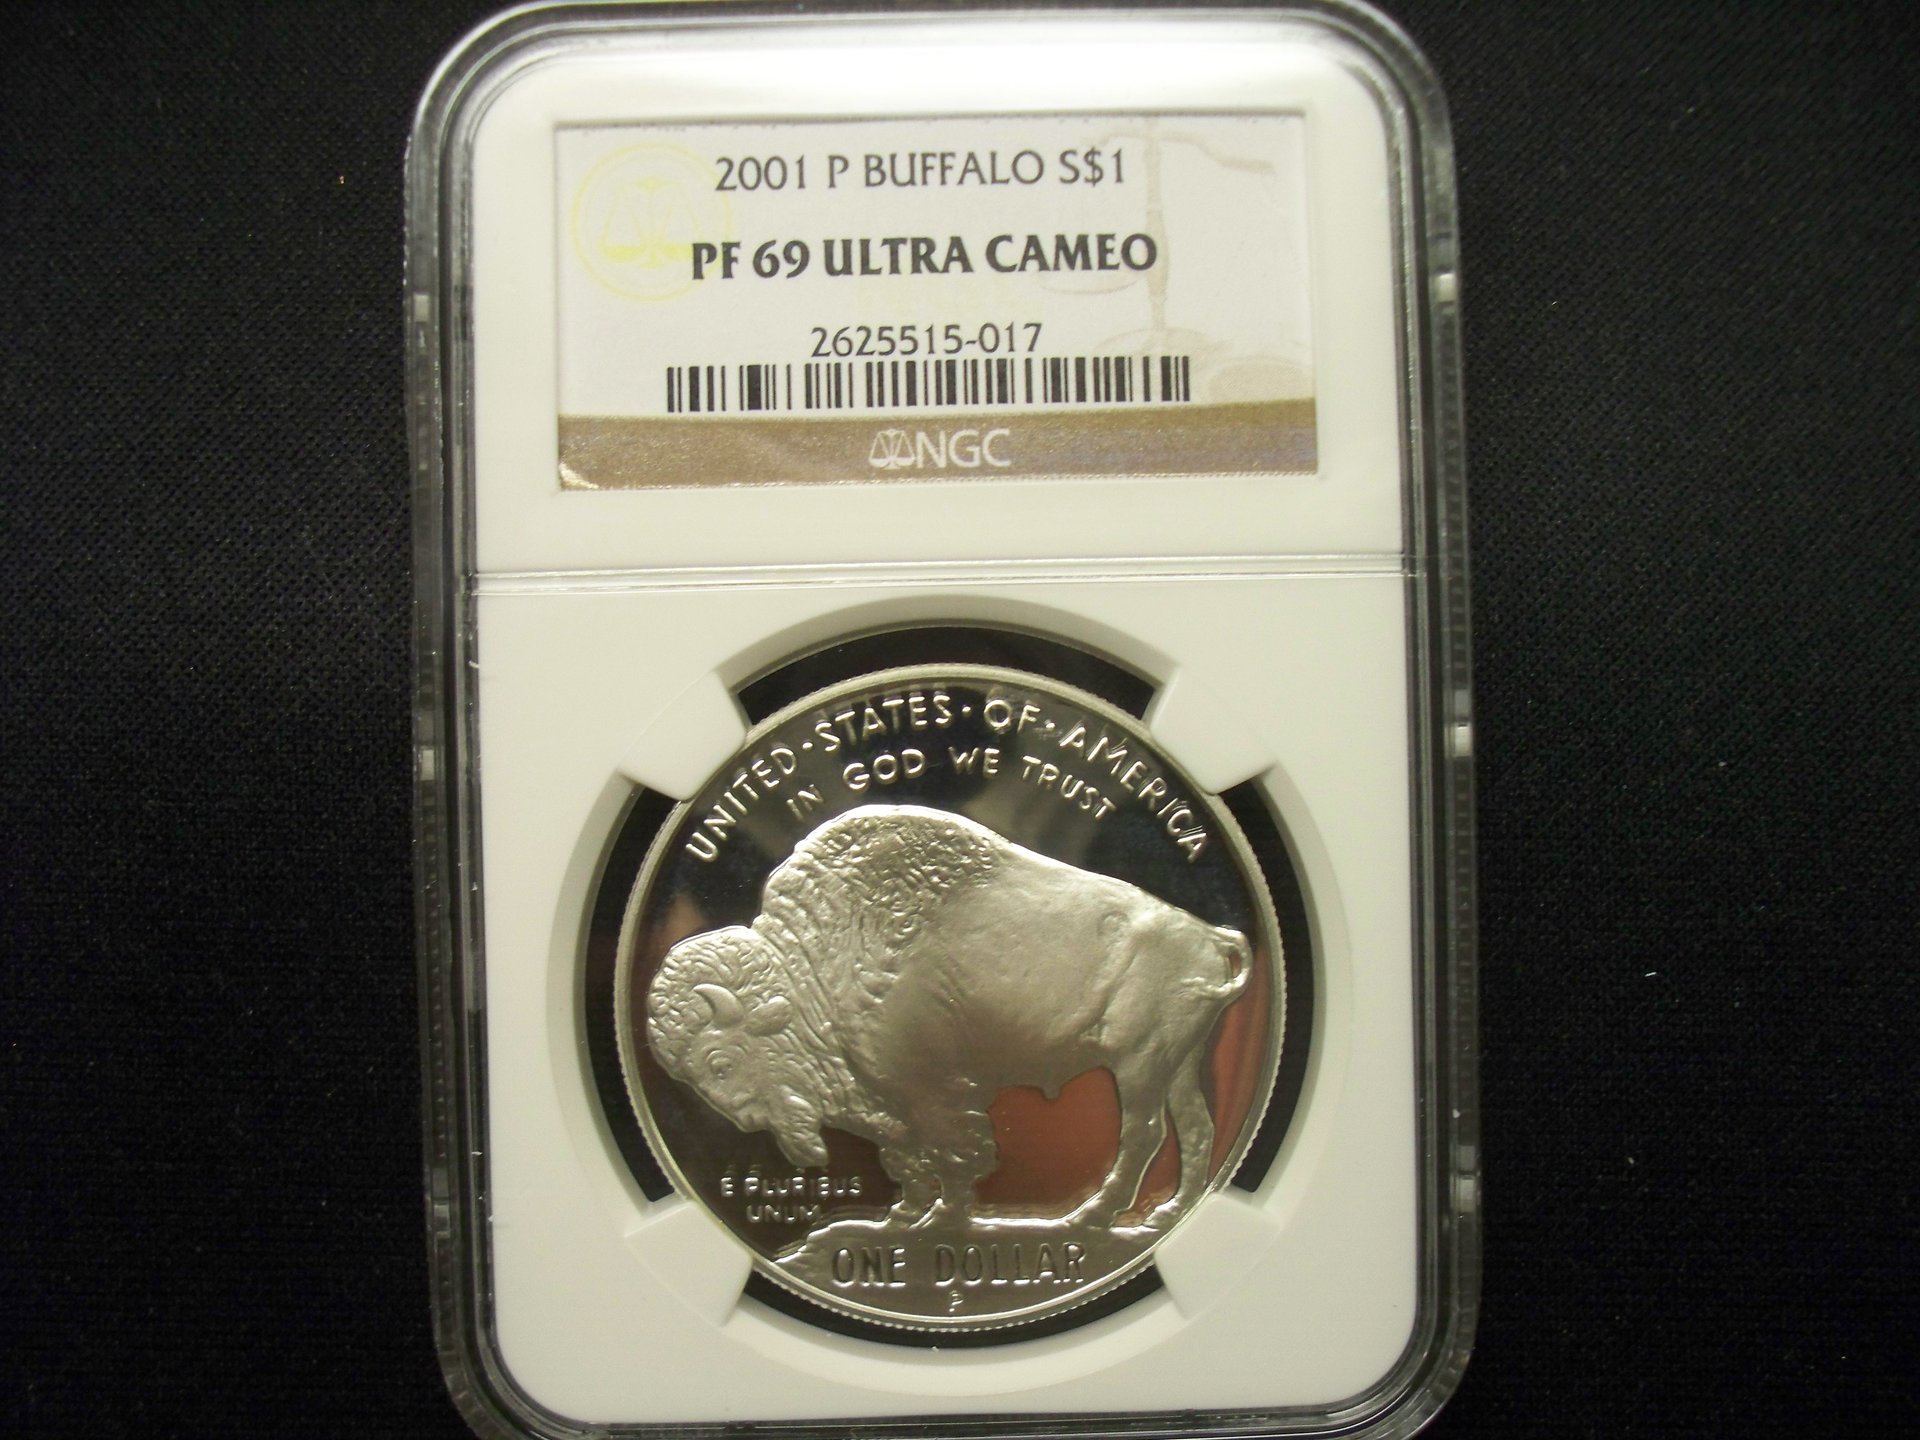 2001 P BUFFALO S$1
PF 69 ULTRA CAMEO
2625515-017
NGC
UNITED·STATES·OF·AMERICA
IN GOD WE TRUST
E PLURIBUS
UNUM
ONE DOLLAR
P